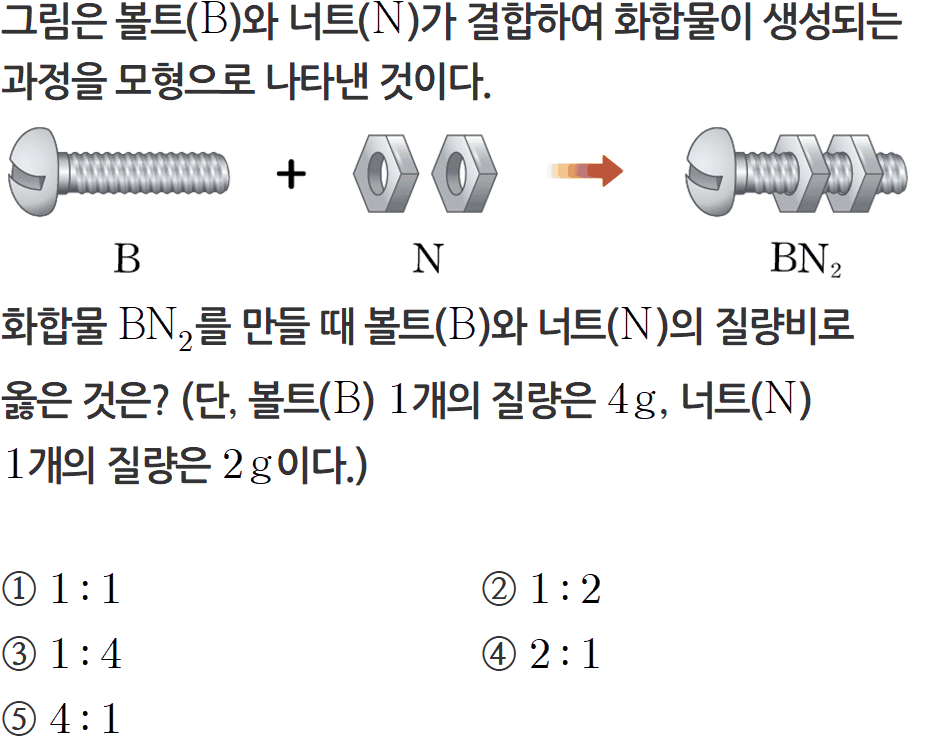 그림은 볼트(B)와 너트(N)가 결합하여 화합물이 생성되는
과정을 모형으로 나타낸 것이다.
+
B N BN₂
화합물 BN₂를 만들 때 볼트(B)와 너트(N)의 질량비로
옳은 것은? (단, 볼트(B) 1개의 질량은 4g, 너트(N)
1개의 질량은 2g이다.)
① 1 : 1 ② 1 : 2
③ 1 : 4 ④ 2 : 1
⑤ 4 : 1